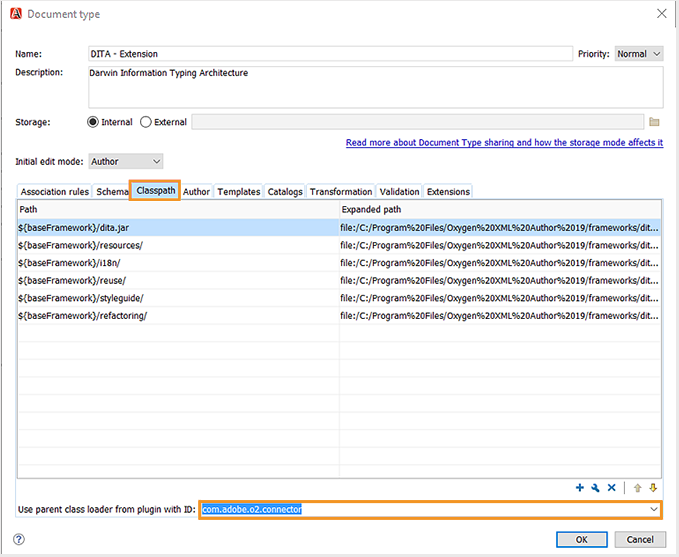 Document type
Name: DITA - Extension Priority: Normal
Description: Darwin Information Typing Architecture
Storage: Internal External
Read more about Document Type sharing and how the storage mode affects it
Initial edit mode: Author
Association rules Schema Classpath Author Templates Catalogs Transformation Validation Extensions
Path Expanded path
${baseFramework}/dita.jar file:/C:/Program%20Files/Oxygen%20XML%20Author%2019/frameworks/dit...
${baseFramework}/resources/ file:/C:/Program%20Files/Oxygen%20XML%20Author%2019/frameworks/dit...
${baseFramework}/i18n/ file:/C:/Program%20Files/Oxygen%20XML%20Author%2019/frameworks/dit...
${baseFramework}/reuse/ file:/C:/Program%20Files/Oxygen%20XML%20Author%2019/frameworks/dit...
${baseFramework}/styleguide/ file:/C:/Program%20Files/Oxygen%20XML%20Author%2019/frameworks/dit...
${baseFramework}/refactoring/ file:/C:/Program%20Files/Oxygen%20XML%20Author%2019/frameworks/dit...
Use parent class loader from plugin with ID: com.adobe.o2.connector
OK Cancel